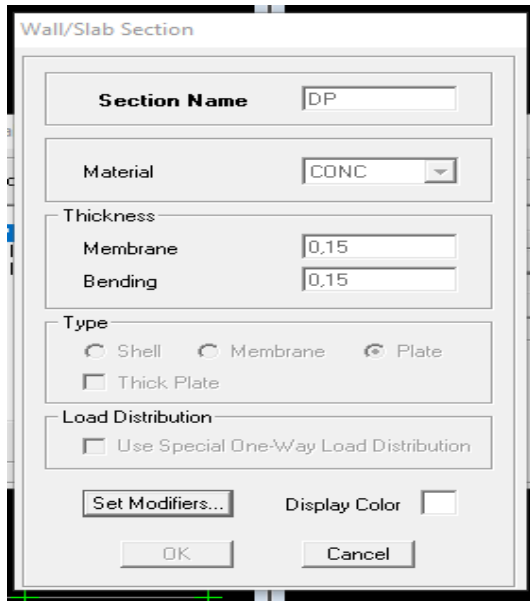 Wall/Slab Section
Section Name DP
Material CONC
Thickness
Membrane 0,15
Bending 0,15
Type
Shell Membrane Plate
Thick Plate
Load Distribution
Use Special One-Way Load Distribution
Set Modifiers... Display Color
OK Cancel